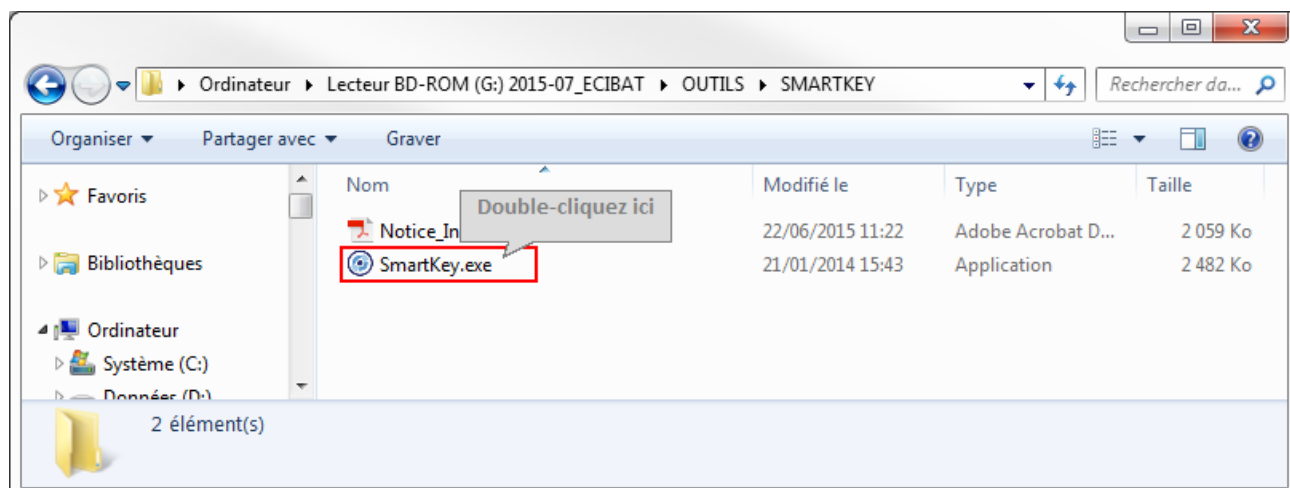 Ordinateur Lecteur BD-ROM (G:) 2015-07_ECIBAT OUTILS SMARTKEY Rechercher da...
Organiser Partager avec Graver
Favoris
Bibliothèques
Ordinateur
Système (C:)
Données (D:)
Nom Modifié le Type Taille
Double-cliquez ici
Notice_In 22/06/2015 11:22 Adobe Acrobat D... 2 059 Ko
SmartKey.exe 21/01/2014 15:43 Application 2 482 Ko
2 élément(s)